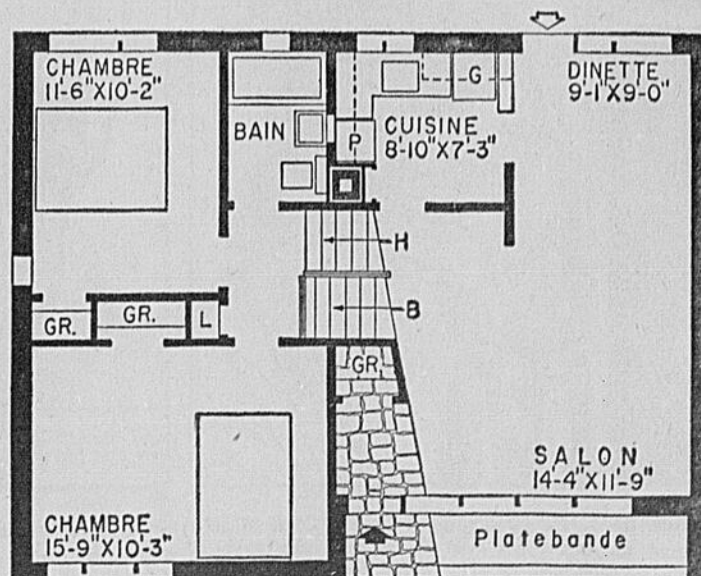 CHAMBRE
11'-6"X10'-2"
BAIN
G
DINETTE
9'-1"X9'-0"
P
CUISINE
8'-10"X7'-3"
H
B
GR.
GR.
L
GR.
SALON
14'-4"X11'-9"
CHAMBRE
15'-9"X10'-3"
Platebande